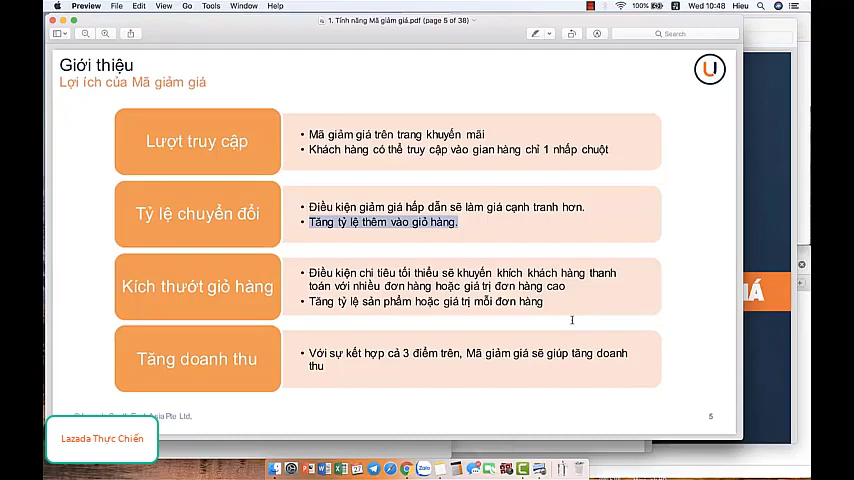 Preview File Edit View Go Tools Window Help
100% Wed 10:48 Hieu
1. Tính năng Mã giảm giá.pdf (page 5 of 38)
Search
Giới thiệu
Lợi ích của Mã giảm giá
Lượt truy cập
• Mã giảm giá trên trang khuyến mãi
• Khách hàng có thể truy cập vào gian hàng chỉ 1 nhấp chuột
Tỷ lệ chuyển đổi
• Điều kiện giảm giá hấp dẫn sẽ làm giá cạnh tranh hơn.
• Tăng tỷ lệ thêm vào giỏ hàng.
Kích thướt giỏ hàng
• Điều kiện chi tiêu tối thiểu sẽ khuyến khích khách hàng thanh
toán với nhiều đơn hàng hoặc giá trị đơn hàng cao
• Tăng tỷ lệ sản phẩm hoặc giá trị mỗi đơn hàng
Tăng doanh thu
• Với sự kết hợp cả 3 điểm trên, Mã giảm giá sẽ giúp tăng doanh
thu
Asia Pte Ltd,
5
Lazada Thực Chiến
IÁ
Zalo